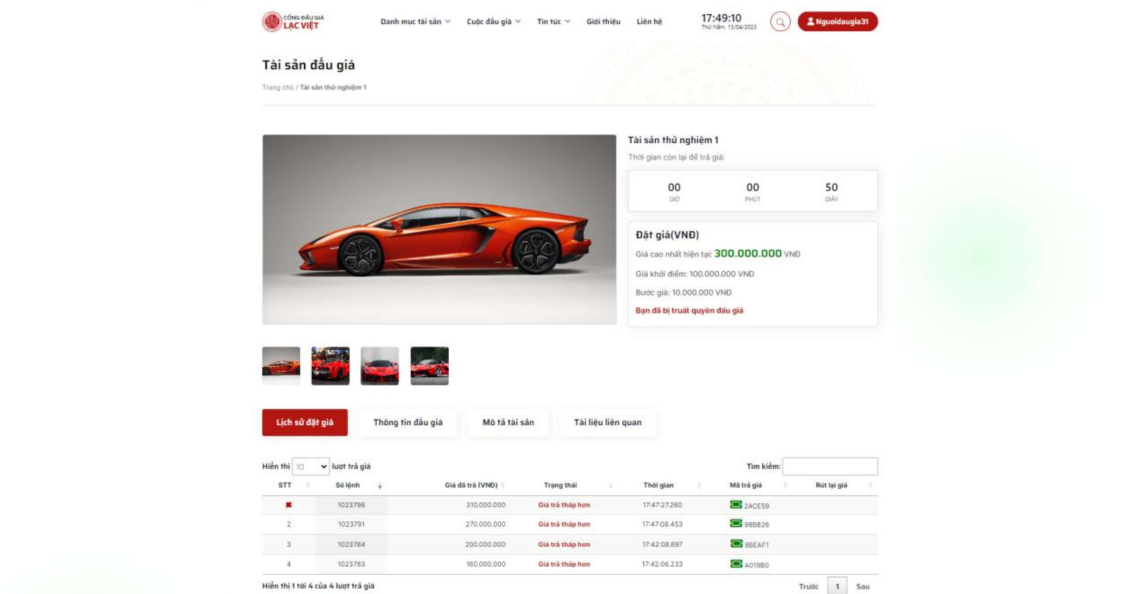 CỔNG ĐẤU GIÁ
LẠC VIỆT
Danh mục tài sản Cuộc đấu giá Tin tức Giới thiệu Liên hệ
17:49:10
Thứ Năm, 13/04/2023
Nguoidaugia31
Tài sản đấu giá
Trang chủ / Tài sản thử nghiệm 1
Tài sản thử nghiệm 1
Thời gian còn lại để trả giá:
00 00 50
GIỜ PHÚT GIÂY
Đặt giá(VNĐ)
Giá cao nhất hiện tại: 300.000.000 VNĐ
Giá khởi điểm: 100.000.000 VNĐ
Bước giá: 10.000.000 VNĐ
Bạn đã bị truất quyền đấu giá
Lịch sử đặt giá Thông tin đấu giá Mô tả tài sản Tài liệu liên quan
Hiển thị 10 lượt trả giá Tìm kiếm:
STT Số lệnh Giá đã trả (VNĐ) Trạng thái Thời gian Mã trả giá Rút lại giá
1023796 310.000.000 Giá trả thấp hơn 17:47:27.260 2ACE59
2 1023791 270.000.000 Giá trả thấp hơn 17:47:08.453 98BB26
3 1023784 200.000.000 Giá trả thấp hơn 17:42:08.897 8BEAF1
4 1023783 160.000.000 Giá trả thấp hơn 17:42:06.233 A019B0
Hiển thị 1 tới 4 của 4 lượt trả giá Trước 1 Sau